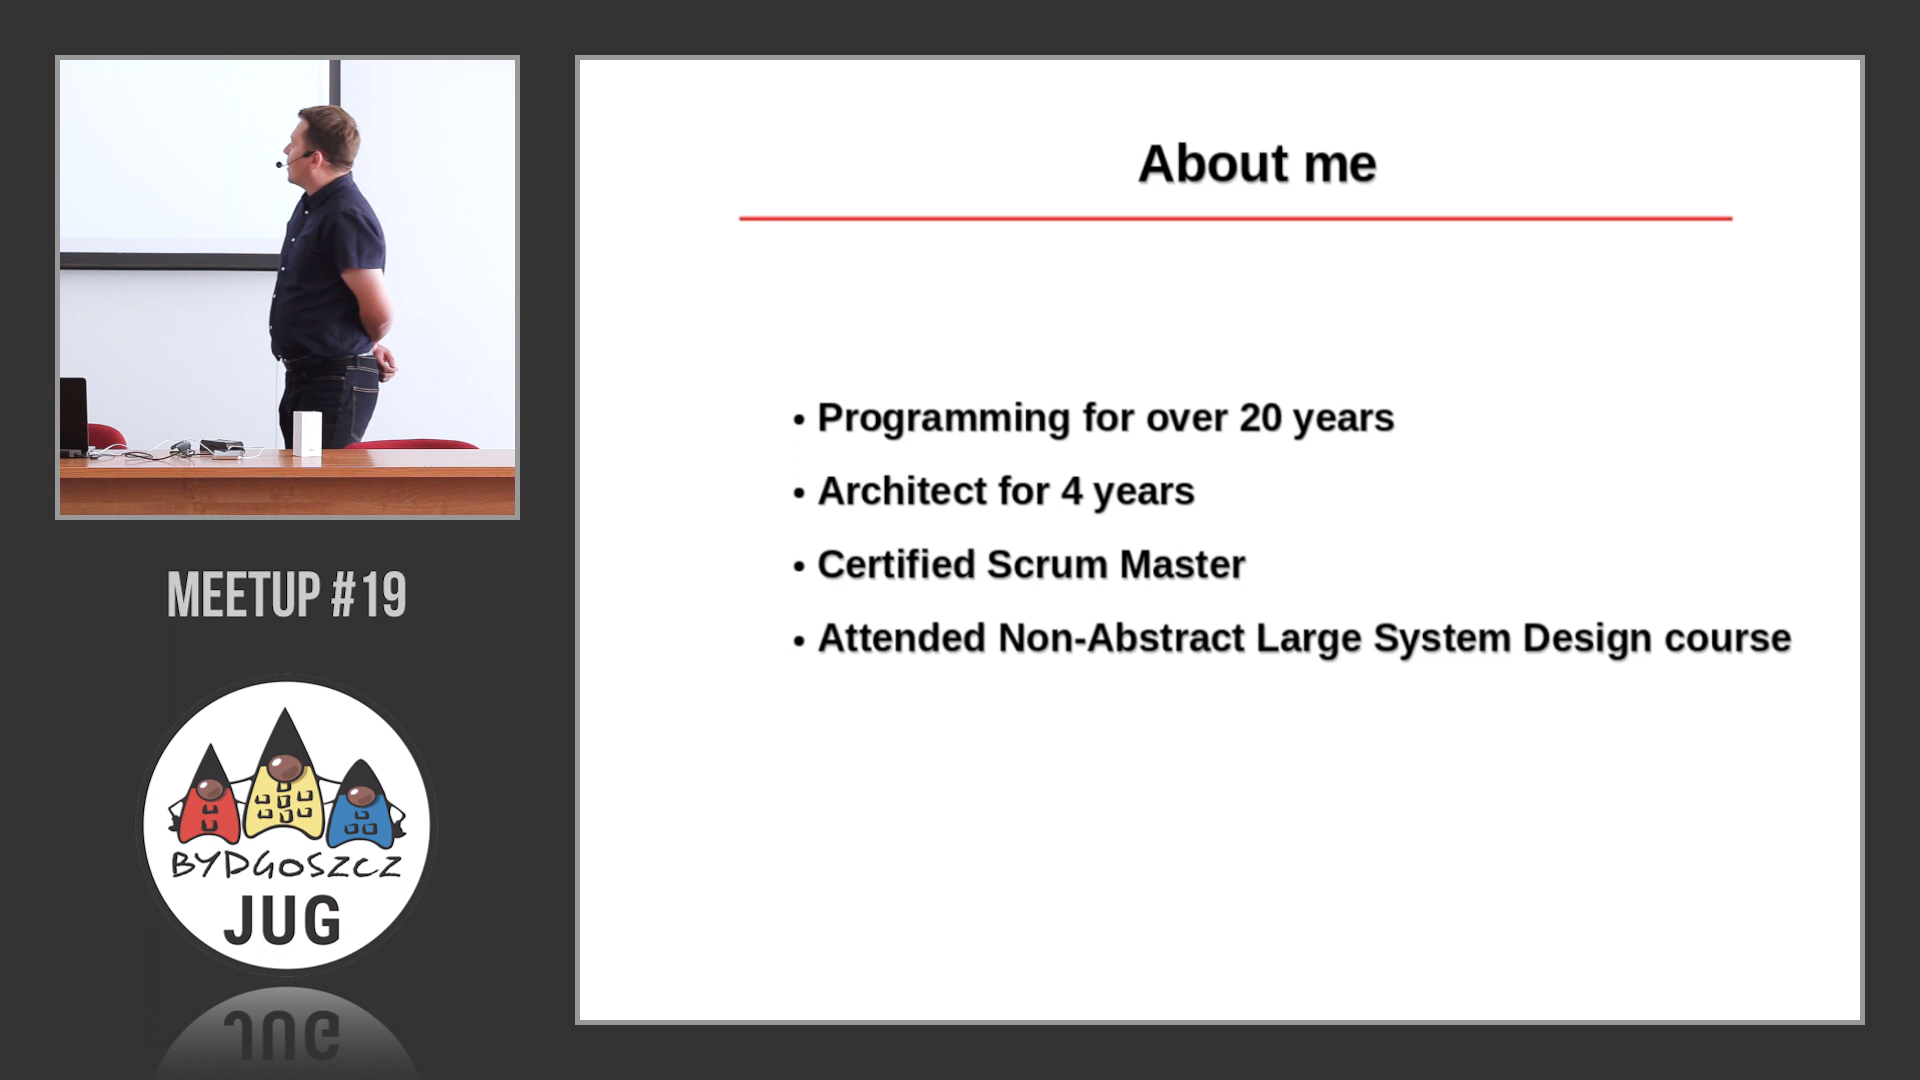 About me
• Programming for over 20 years
• Architect for 4 years
• Certified Scrum Master
• Attended Non-Abstract Large System Design course
MEETUP #19
BYDGOSZCZ
JUG